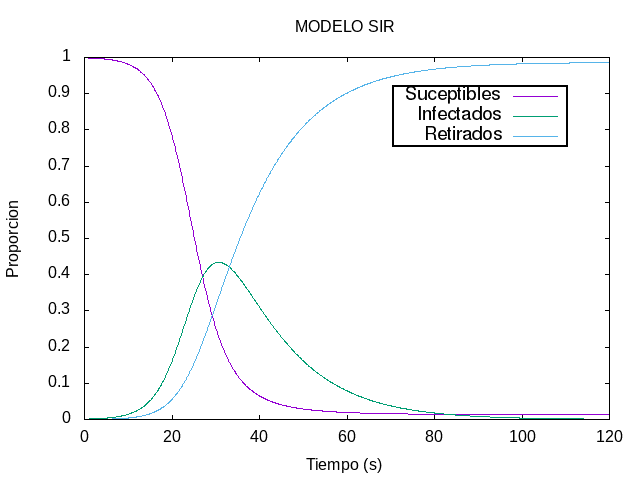 MODELO SIR
1
0.9
0.8
0.7
0.6
0.5
0.4
0.3
0.2
0.1
0
Proporcion
Suceptibles
Infectados
Retirados
0 20 40 60 80 100 120
Tiempo (s)